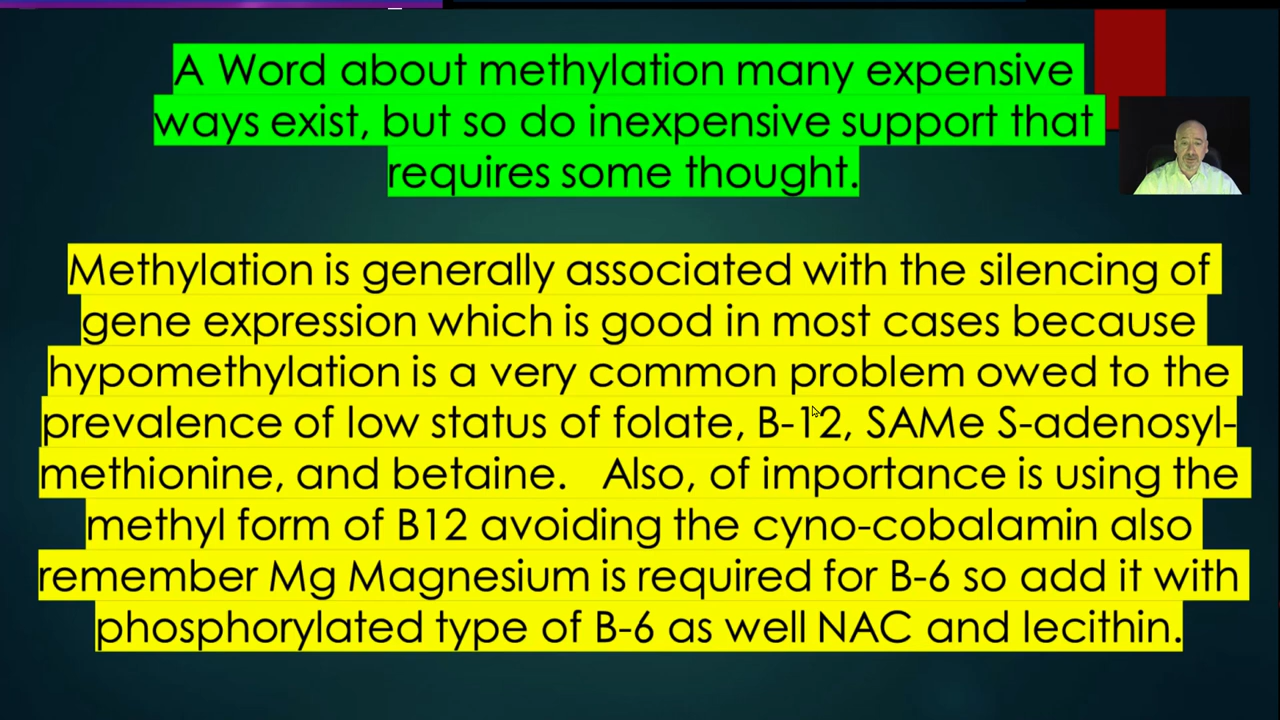 A Word about methylation many expensive
ways exist, but so do inexpensive support that
requires some thought.
Methylation is generally associated with the silencing of
gene expression which is good in most cases because
hypomethylation is a very common problem owed to the
prevalence of low status of folate, B-12, SAMe S-adenosyl-
methionine, and betaine. Also, of importance is using the
methyl form of B12 avoiding the cyno-cobalamin also
remember Mg Magnesium is required for B-6 so add it with
phosphorylated type of B-6 as well NAC and lecithin.